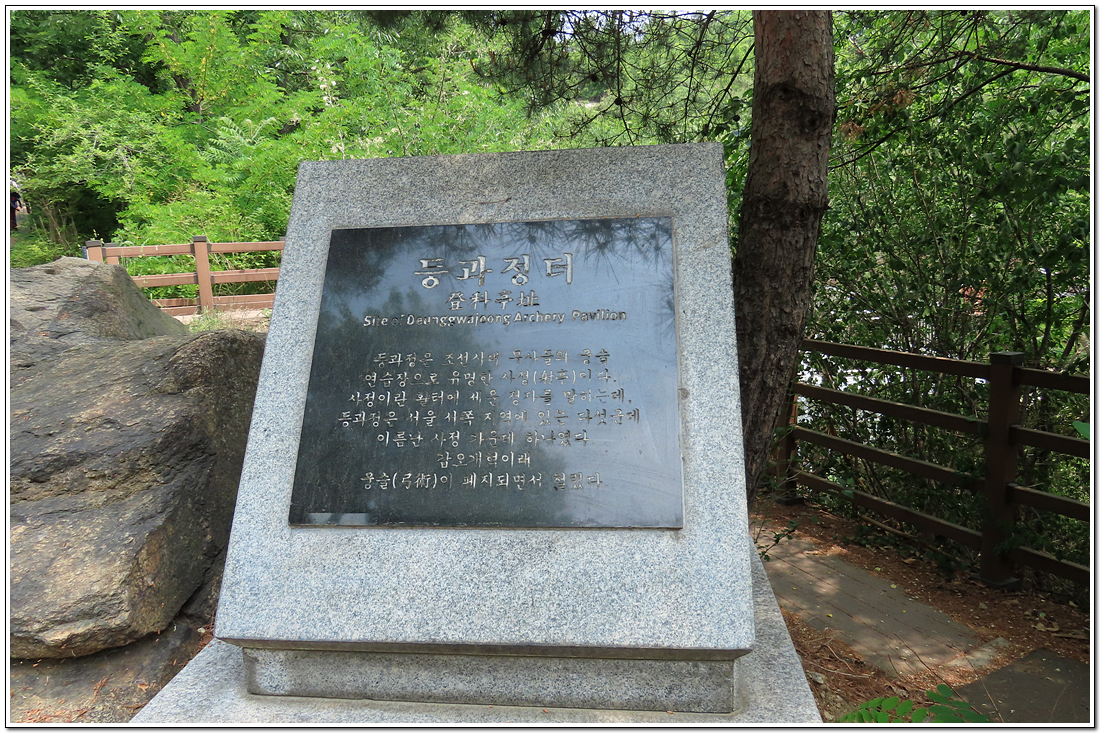 등과정터
登科亭址
Site of Deunggwajeong Archery Pavilion
등과정은 조선시대 무사들의 궁술
연습장으로 유명한 사정(射亭)이다.
사정이란 활터에 세운 정자를 말하는데,
등과정은 서울 서쪽 지역에 있는 다섯군데
이름난 사정 가운데 하나였다.
갑오개혁이래
궁술(弓術)이 폐지되면서 헐렸다